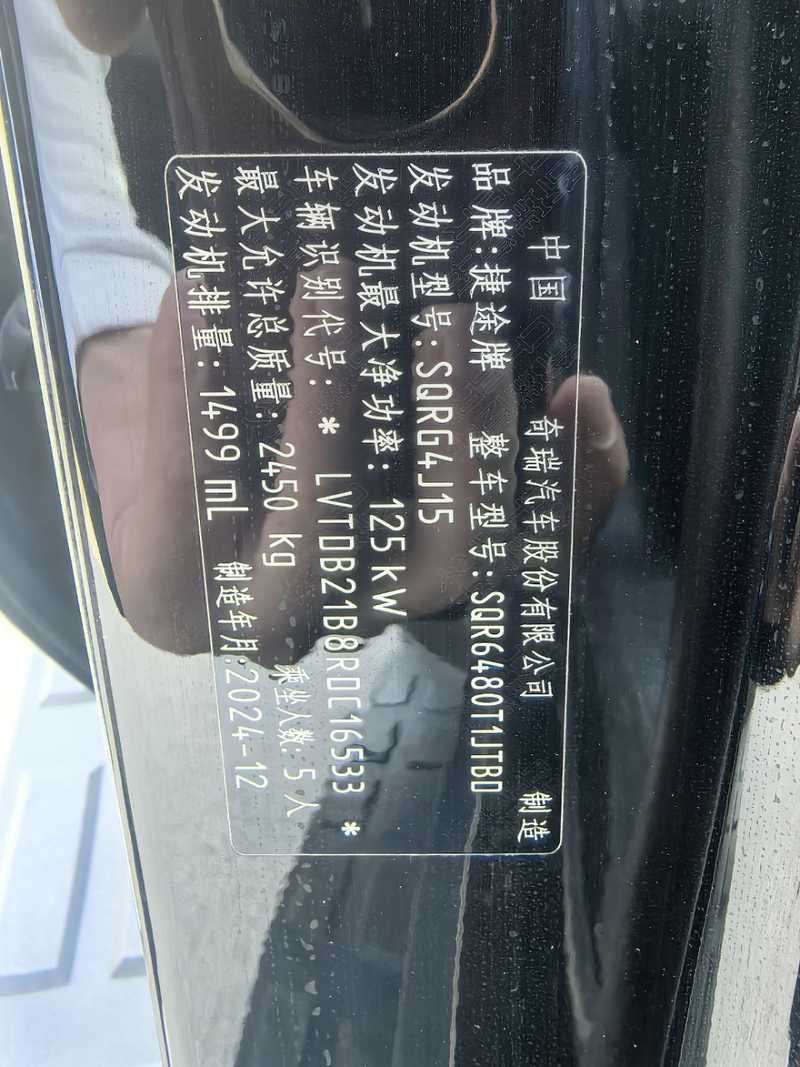 中国 奇瑞汽车股份有限公司 制造
品牌:捷途牌 整车型号:SQR6480T1JTBD
发动机型号:SQRG4J15
发动机最大净功率:125kW
车辆识别代号:* LVTDB21B8RDC16533 *
最大允许总质量:2450 kg 乘坐人数:5人
发动机排量:1499 mL 制造年月:2024-12